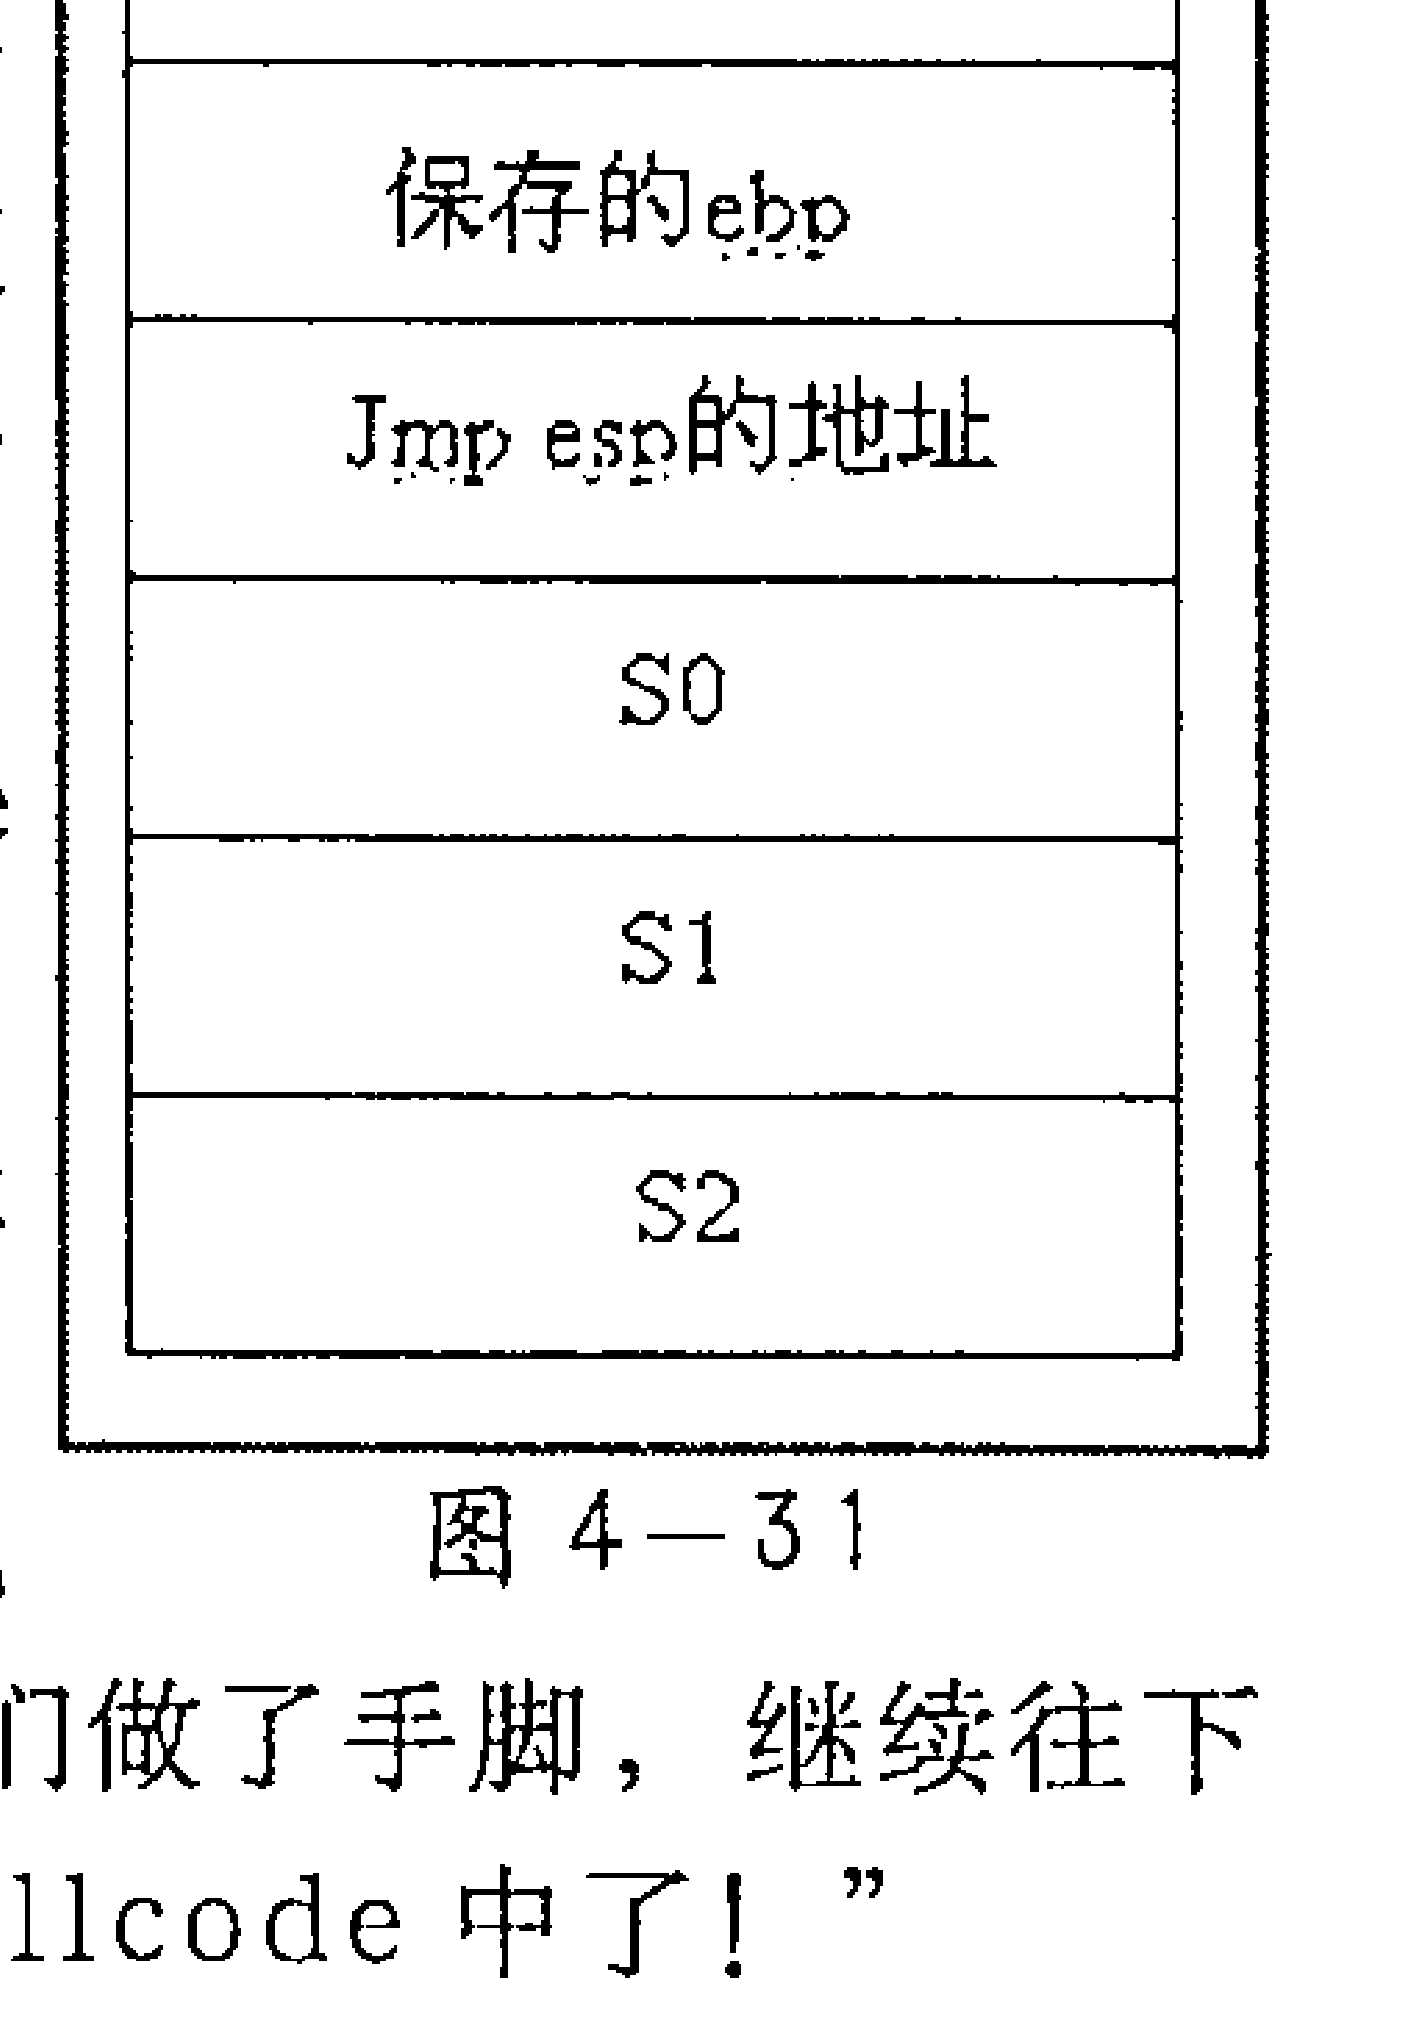 保存的ebp
Jmp esp的地址
S0
S1
S2
图 4－31
们做了手脚，继续往下
llcode 中了！”